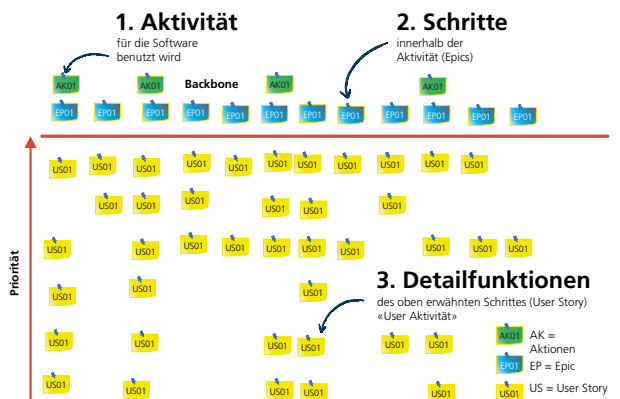 1. Aktivität
für die Software
benutzt wird
2. Schritte
innerhalb der
Aktivität (Epics)
AK01 AK01 Backbone AK01 AK01
EP01 EP01 EP01 EP01 EP01 EP01 EP01 EP01 EP01 EP01 EP01 EP01
Priorität
US01 US01 US01 US01 US01 US01 US01 US01 US01 US01 US01
US01 US01 US01 US01 US01 US01
US01 US01 US01 US01 US01 US01 US01 US01 US01 US01
US01 US01 US01
3. Detailfunktionen
des oben erwähnten Schrittes (User Story)
«User Aktivität»
US01 US01 US01 US01 US01 US01
US01 US01 US01 US01 US01
AK01 AK =
Aktionen
EP01 EP = Epic
US01 US = User Story